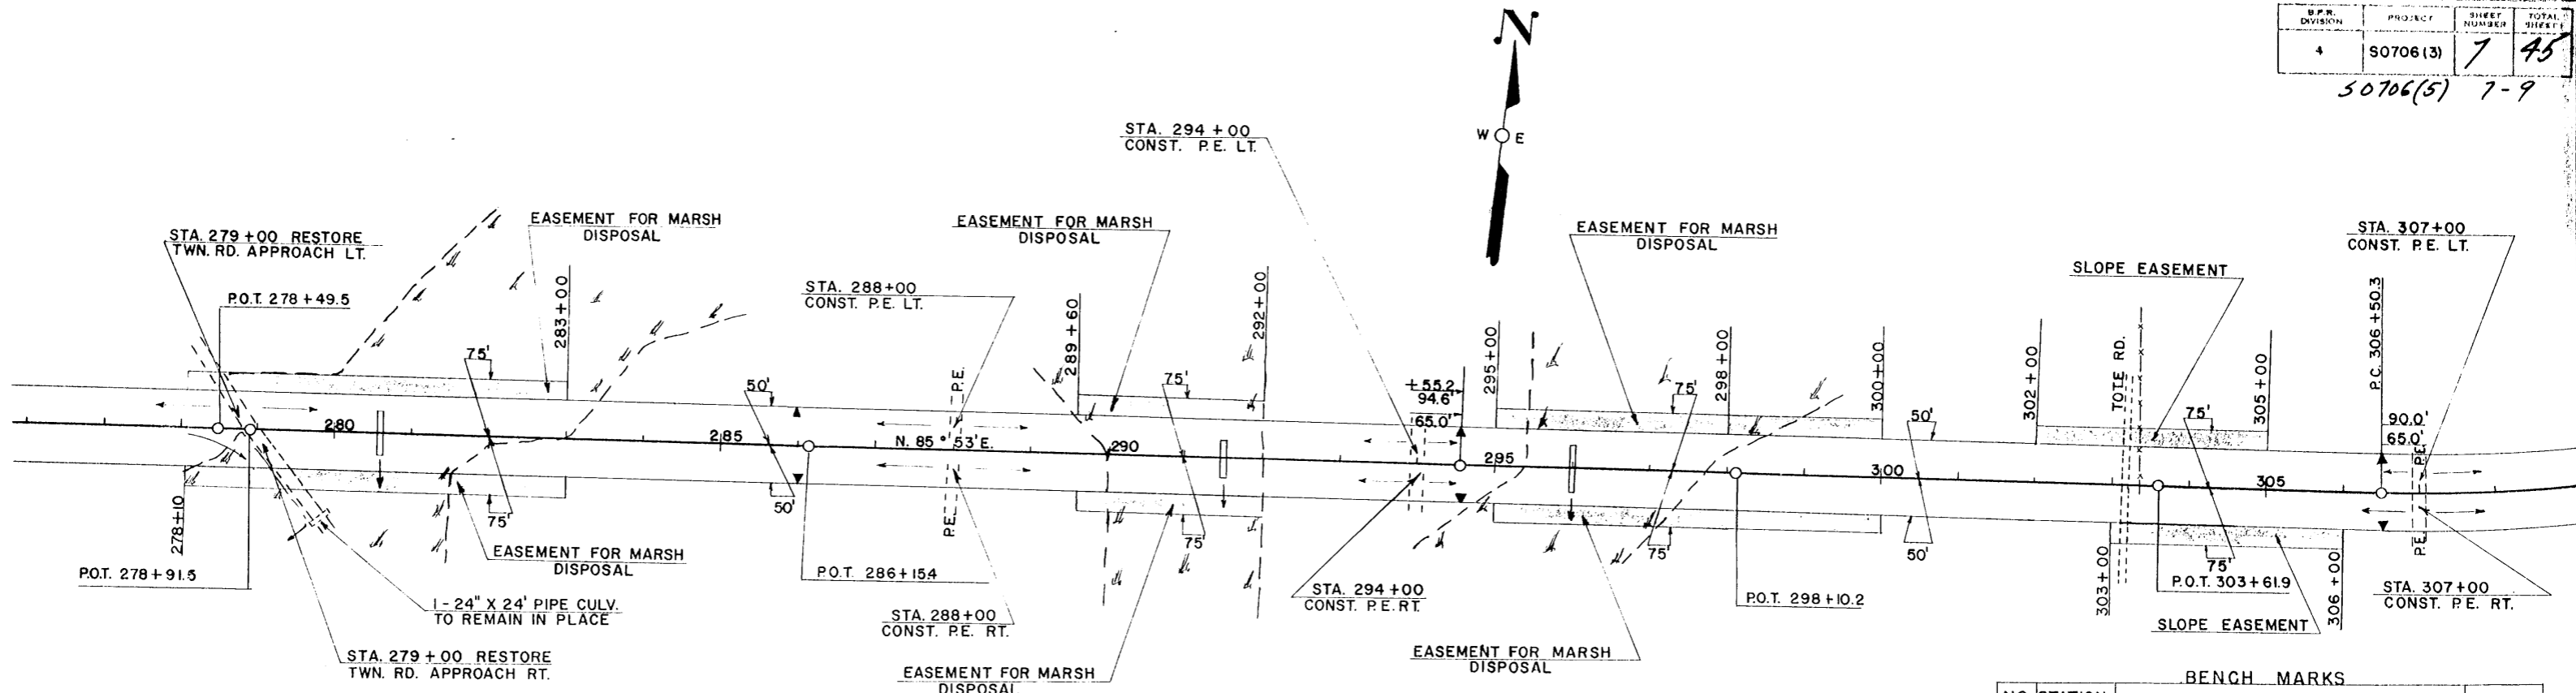 B.P.R. DIVISION PROJECT SHEET NUMBER TOTAL SHEETS
4 S0706(3) 7 45
S0706(5) 7-9
N
W E
STA. 294+00
CONST. P.E. LT.
STA. 279+00 RESTORE
TWN. RD. APPROACH LT.
P.O.T. 278+49.5
EASEMENT FOR MARSH
DISPOSAL
283+00
STA. 288+00
CONST. P.E. LT.
EASEMENT FOR MARSH
DISPOSAL
289+60
292+00
EASEMENT FOR MARSH
DISPOSAL
295+00
298+00
300+00
302+00
TOTE RD.
SLOPE EASEMENT
305+00
P.C. 306+50.3
STA. 307+00
CONST. P.E. LT.
75'
50'
P.E.
75'
+55.2
94.6'
65.0'
75'
50'
75'
90.0'
65.0'
P.E.
280
285
N. 85° 53' E.
290
295
300
305
278+10
75'
50'
P.E.
75'
75'
50'
75'
P.E.
303+00
306+00
P.O.T. 278+91.5
EASEMENT FOR MARSH
DISPOSAL
1-24" X 24' PIPE CULV.
TO REMAIN IN PLACE
STA. 279+00 RESTORE
TWN. RD. APPROACH RT.
P.O.T. 286+15.4
STA. 288+00
CONST. P.E. RT.
EASEMENT FOR MARSH
DISPOSAL
STA. 294+00
CONST. P.E. RT.
EASEMENT FOR MARSH
DISPOSAL
P.O.T. 298+10.2
P.O.T. 303+61.9
SLOPE EASEMENT
STA. 307+00
CONST. P.E. RT.
BENCH MARKS
NO. STATION